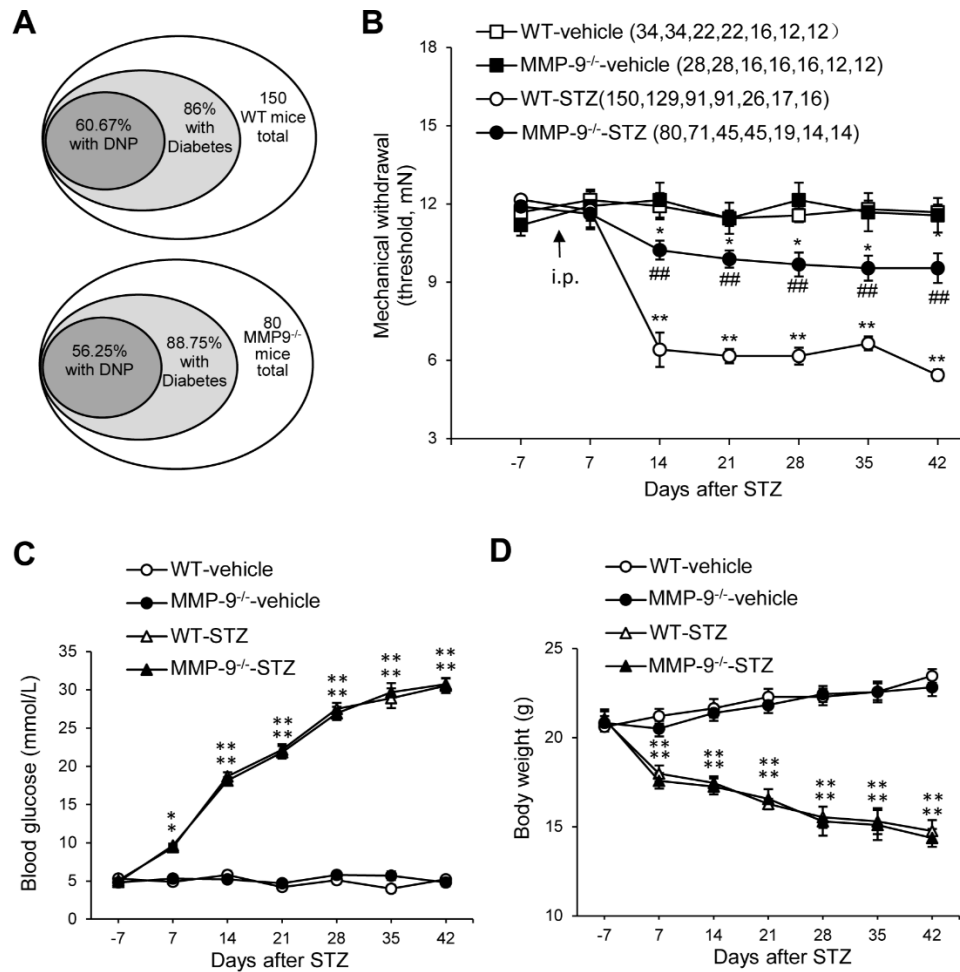 A
60.67%
with DNP
86%
with
Diabetes
150
WT mice
total
56.25%
with DNP
88.75%
with
Diabetes
80
MMP9⁻/⁻
mice
total
B
WT-vehicle (34,34,22,22,16,12,12)
MMP-9⁻/⁻-vehicle (28,28,16,16,16,12,12)
WT-STZ(150,129,91,91,26,17,16)
MMP-9⁻/⁻-STZ (80,71,45,45,19,14,14)
Mechanical withdrawal
(threshold, mN)
18
15
12
9
6
3
i.p.
* * * * *
## ## ## ## ##
** ** ** ** **
-7 7 14 21 28 35 42
Days after STZ
C
WT-vehicle
MMP-9⁻/⁻-vehicle
WT-STZ
MMP-9⁻/⁻-STZ
Blood glucose (mmol/L)
35
30
25
20
15
10
5
0
* ** ** ** ** **
* ** ** ** ** **
-7 7 14 21 28 35 42
Days after STZ
D
WT-vehicle
MMP-9⁻/⁻-vehicle
WT-STZ
MMP-9⁻/⁻-STZ
Body weight (g)
25
20
15
10
** ** ** ** ** **
** ** ** ** ** **
-7 7 14 21 28 35 42
Days after STZ